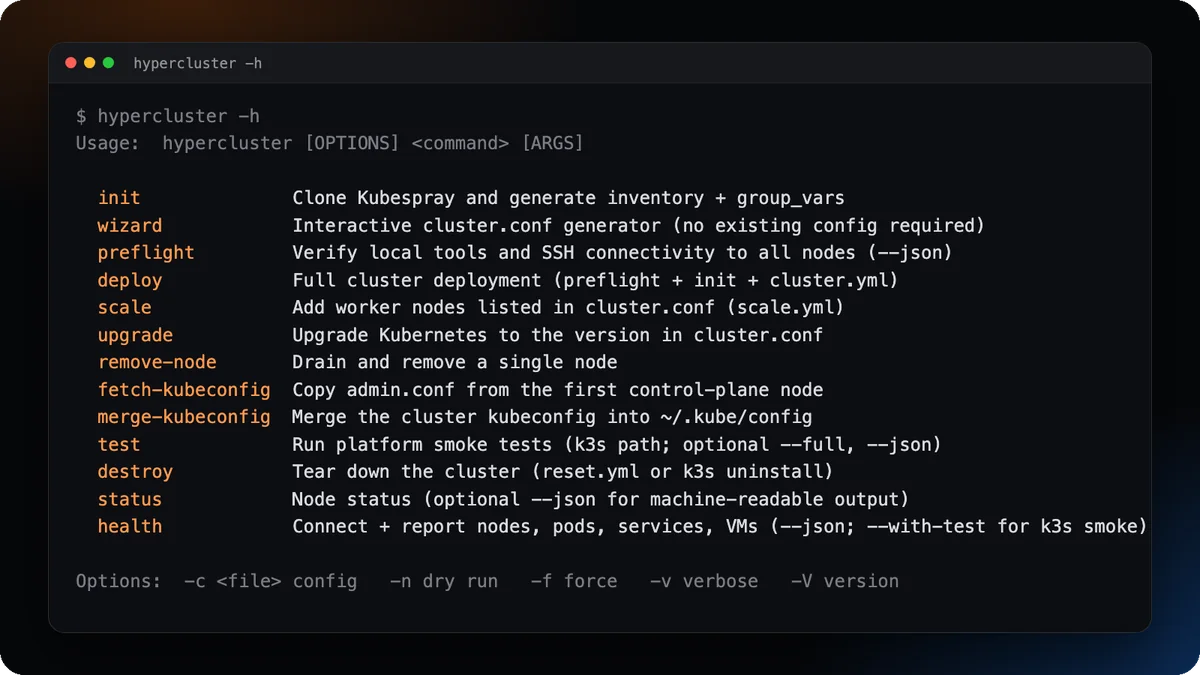 hypercluster -h
$ hypercluster -h
Usage:  hypercluster [OPTIONS] <command> [ARGS]
init  Clone Kubespray and generate inventory + group_vars
wizard  Interactive cluster.conf generator (no existing config required)
preflight  Verify local tools and SSH connectivity to all nodes (--json)
deploy  Full cluster deployment (preflight + init + cluster.yml)
scale  Add worker nodes listed in cluster.conf (scale.yml)
upgrade  Upgrade Kubernetes to the version in cluster.conf
remove-node  Drain and remove a single node
fetch-kubeconfig  Copy admin.conf from the first control-plane node
merge-kubeconfig  Merge the cluster kubeconfig into ~/.kube/config
test  Run platform smoke tests (k3s path; optional --full, --json)
destroy  Tear down the cluster (reset.yml or k3s uninstall)
status  Node status (optional --json for machine-readable output)
health  Connect + report nodes, pods, services, VMs (--json; --with-test for k3s smoke)
Options:  -c <file> config   -n dry run   -f force   -v verbose   -V version